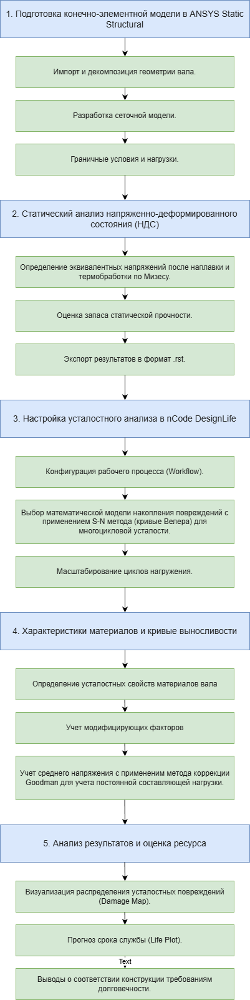 1. Подготовка конечно-элементной модели в ANSYS Static
Structural
Импорт и декомпозиция геометрии вала.
Разработка сеточной модели.
Граничные условия и нагрузки.
2. Статический анализ напряженно-деформированного
состояния (НДС)
Определение эквивалентных напряжений после наплавки и
термобработки по Мизесу.
Оценка запаса статической прочности.
Экспорт результатов в формат .rst.
3. Настройка усталостного анализа в nCode DesignLife
Конфигурация рабочего процесса (Workflow).
Выбор математической модели накопления повреждений с
применением S-N метода (кривые Велера) для
многоцикловой усталости.
Масштабирование циклов нагружения.
4. Характеристики материалов и кривые выносливости
Определение усталостных свойств материалов вала
Учет модифицирующих факторов
Учет среднего напряжения с применеим метода коррекции
Goodman для учета постоянной составляющей нагрузки.
5. Анализ результатов и оценка ресурса
Визуализация распределения усталостных повреждений
(Damage Map).
Прогноз срока службы (Life Plot).
Text
Выводы о соответствии конструкции требованиям
долговечности.